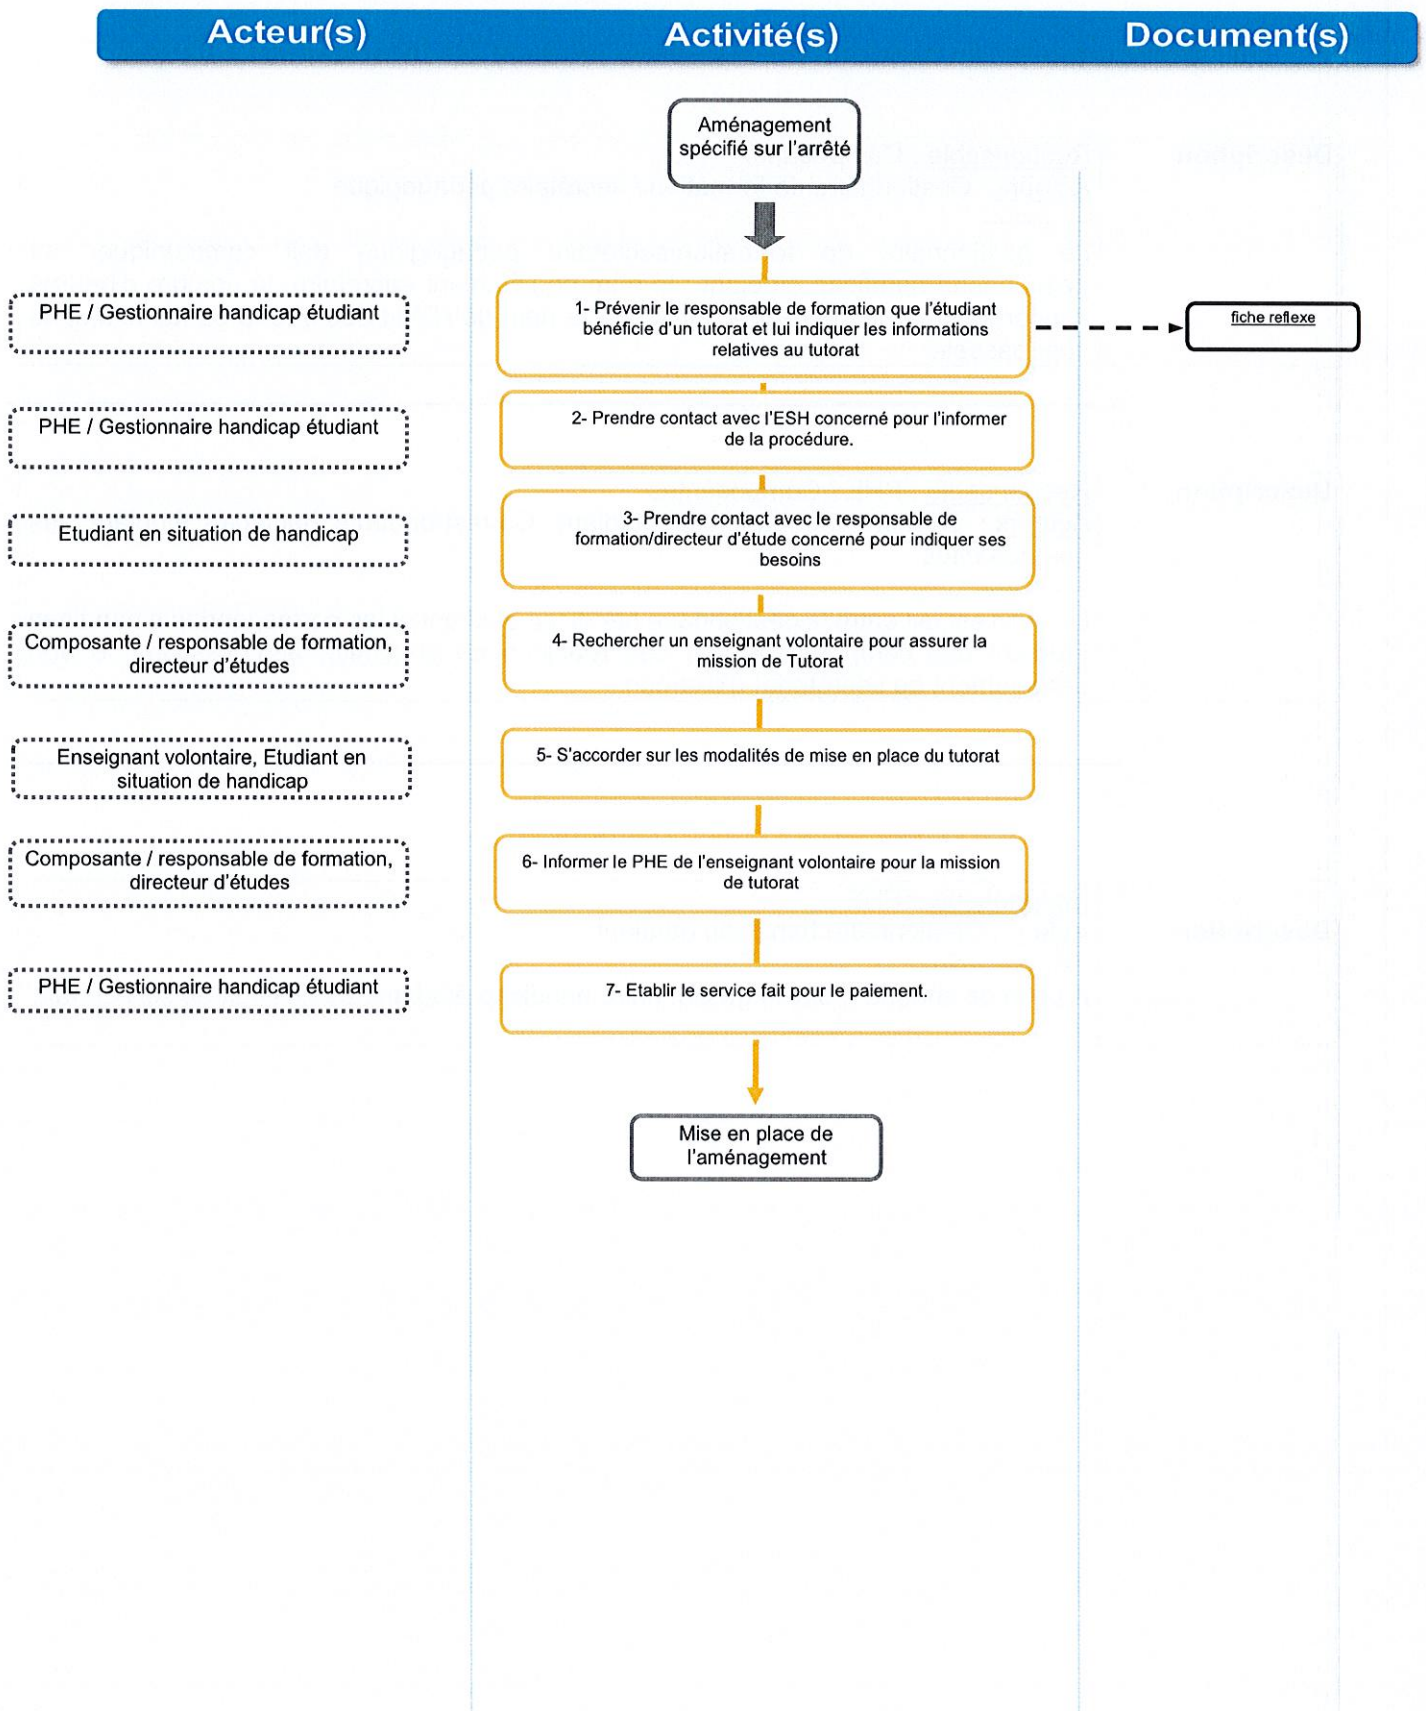 Acteur(s) Activité(s) Document(s)
Aménagement
spécifié sur l'arrêté
PHE / Gestionnaire handicap étudiant
1- Prévenir le responsable de formation que l'étudiant
bénéficie d'un tutorat et lui indiquer les informations
relatives au tutorat
fiche reflexe
PHE / Gestionnaire handicap étudiant
2- Prendre contact avec l'ESH concerné pour l'informer
de la procédure.
Etudiant en situation de handicap
3- Prendre contact avec le responsable de
formation/directeur d'étude concerné pour indiquer ses
besoins
Composante / responsable de formation,
directeur d'études
4- Rechercher un enseignant volontaire pour assurer la
mission de Tutorat
Enseignant volontaire, Etudiant en
situation de handicap
5- S'accorder sur les modalités de mise en place du tutorat
Composante / responsable de formation,
directeur d'études
6- Informer le PHE de l'enseignant volontaire pour la mission
de tutorat
PHE / Gestionnaire handicap étudiant
7- Etablir le service fait pour le paiement.
Mise en place de
l'aménagement